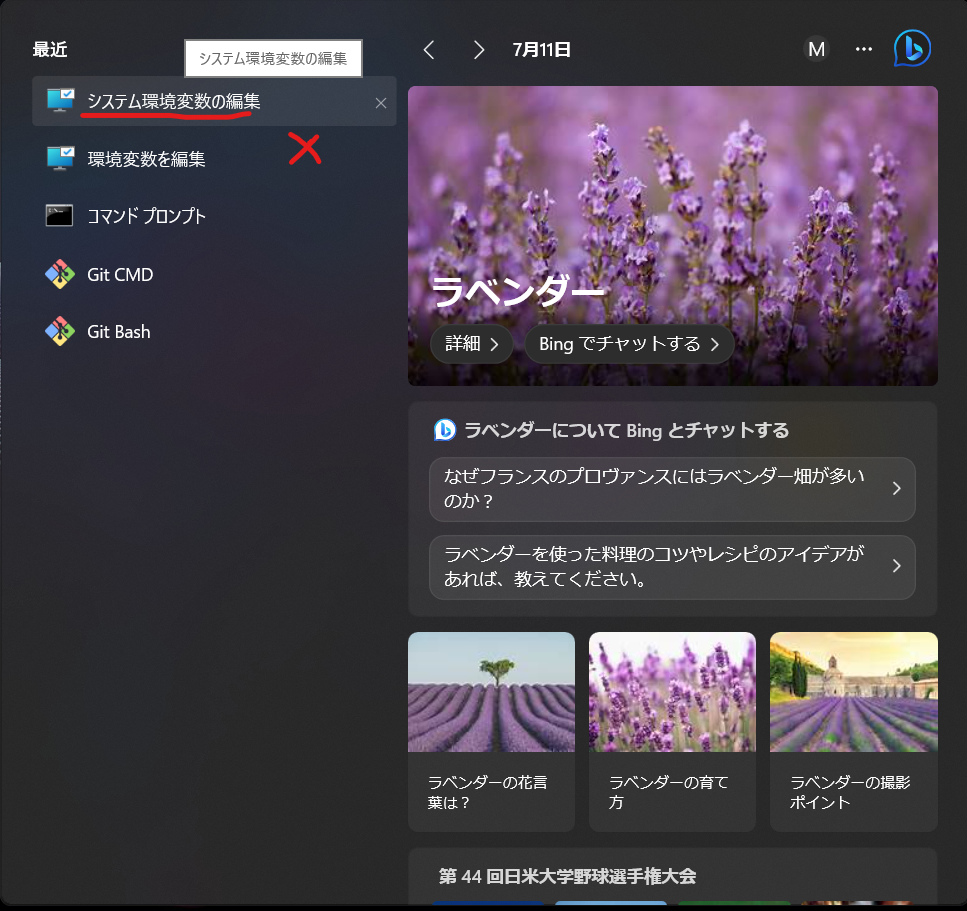 最近
システム環境変数の編集
7月11日
M
システム環境変数の編集
環境変数を編集
コマンド プロンプト
Git CMD
Git Bash
ラベンダー
詳細
Bing でチャットする
ラベンダーについて Bing とチャットする
なぜフランスのプロヴァンスにはラベンダー畑が多い
のか？
ラベンダーを使った料理のコツやレシピのアイデアが
あれば、教えてください。
ラベンダーの花言
葉は？
ラベンダーの育て
方
ラベンダーの撮影
ポイント
第 44 回日米大学野球選手権大会